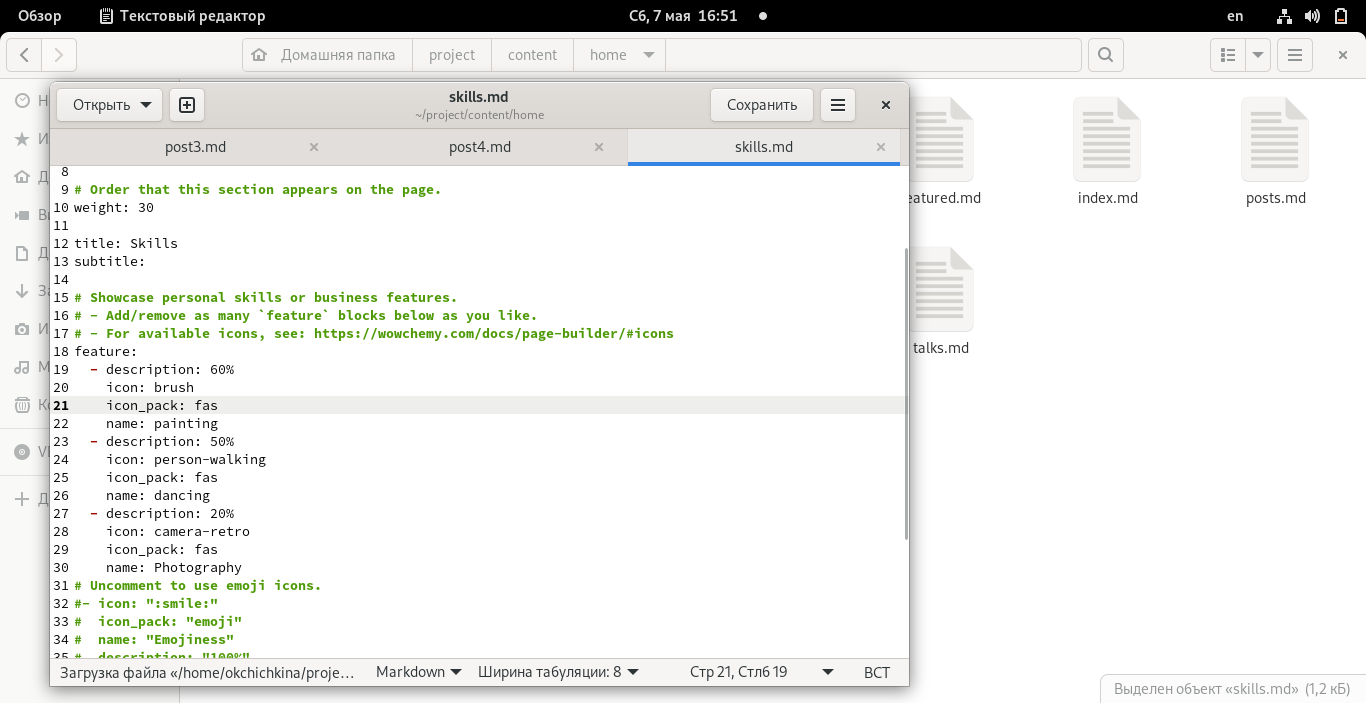 Обзор Текстовый редактор Сб, 7 мая 16:51 en
Домашняя папка project content home
Открыть skills.md Сохранить
~/project/content/home
post3.md post4.md skills.md
8
9 # Order that this section appears on the page.
10 weight: 30
11
12 title: Skills
13 subtitle:
14
15 # Showcase personal skills or business features.
16 # - Add/remove as many `feature` blocks below as you like.
17 # - For available icons, see: https://wowchemy.com/docs/page-builder/#icons
18 feature:
19   - description: 60%
20     icon: brush
21     icon_pack: fas
22     name: painting
23   - description: 50%
24     icon: person-walking
25     icon_pack: fas
26     name: dancing
27   - description: 20%
28     icon: camera-retro
29     icon_pack: fas
30     name: Photography
31 # Uncomment to use emoji icons.
32 #- icon: ":smile:"
33 #  icon_pack: "emoji"
34 #  name: "Emojiness"
35 #  description: "100%"
Загрузка файла «/home/okchichkina/proje… Markdown Ширина табуляции: 8 Стр 21, Стлб 19 ВСТ
eatured.md index.md posts.md
talks.md
Выделен объект «skills.md» (1,2 кБ)